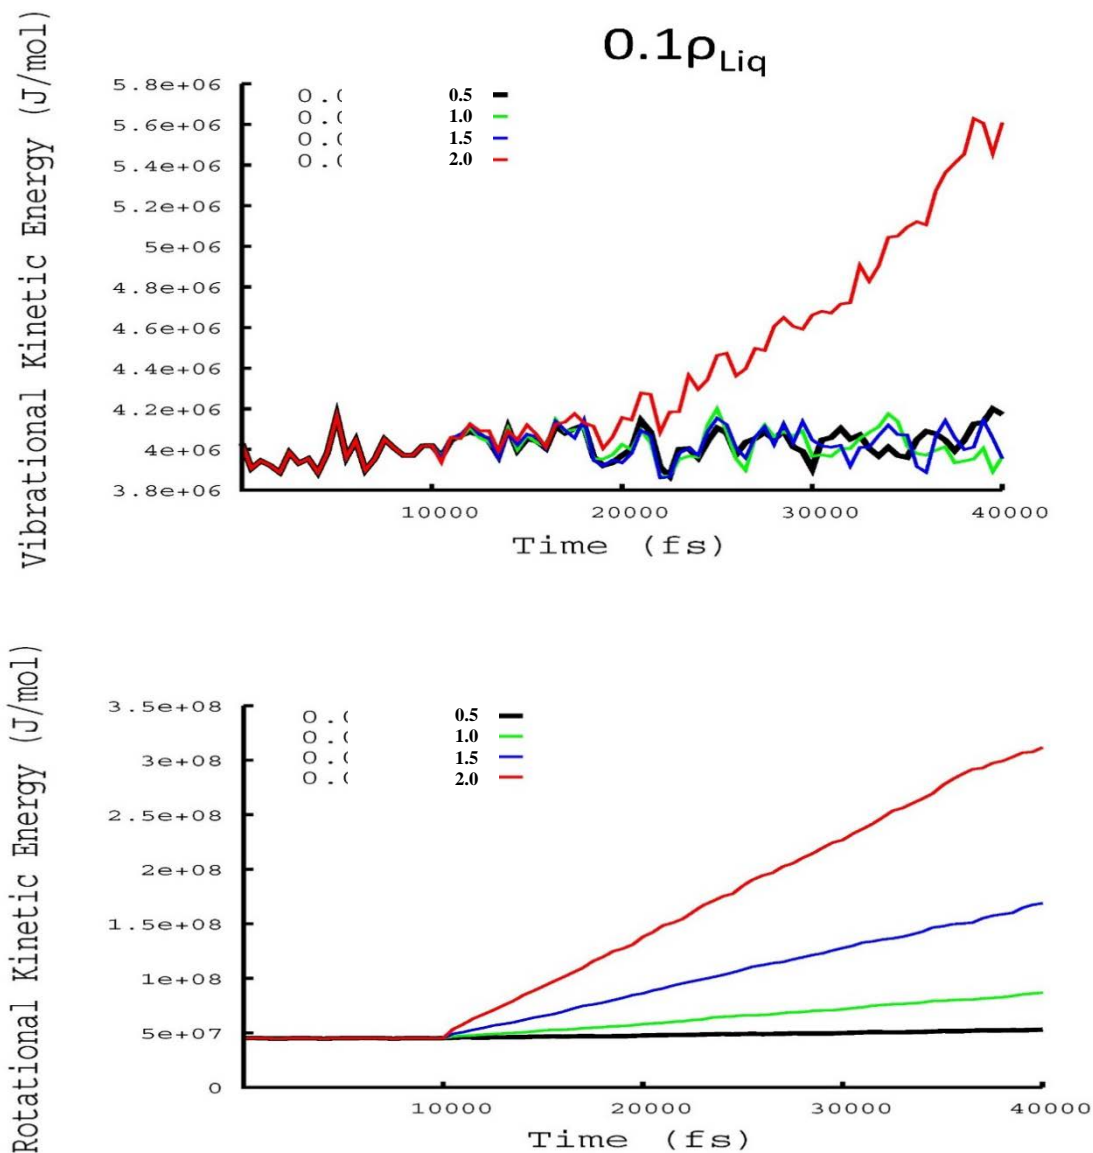 0.1ρLiq
Vibrational Kinetic Energy (J/mol)
5.8e+06
5.6e+06
5.4e+06
5.2e+06
5e+06
4.8e+06
4.6e+06
4.4e+06
4.2e+06
4e+06
3.8e+06
0.5
1.0
1.5
2.0
10000 20000 30000 40000
Time (fs)
Rotational Kinetic Energy (J/mol)
3.5e+08
3e+08
2.5e+08
2e+08
1.5e+08
1e+08
5e+07
0
0.5
1.0
1.5
2.0
10000 20000 30000 40000
Time (fs)